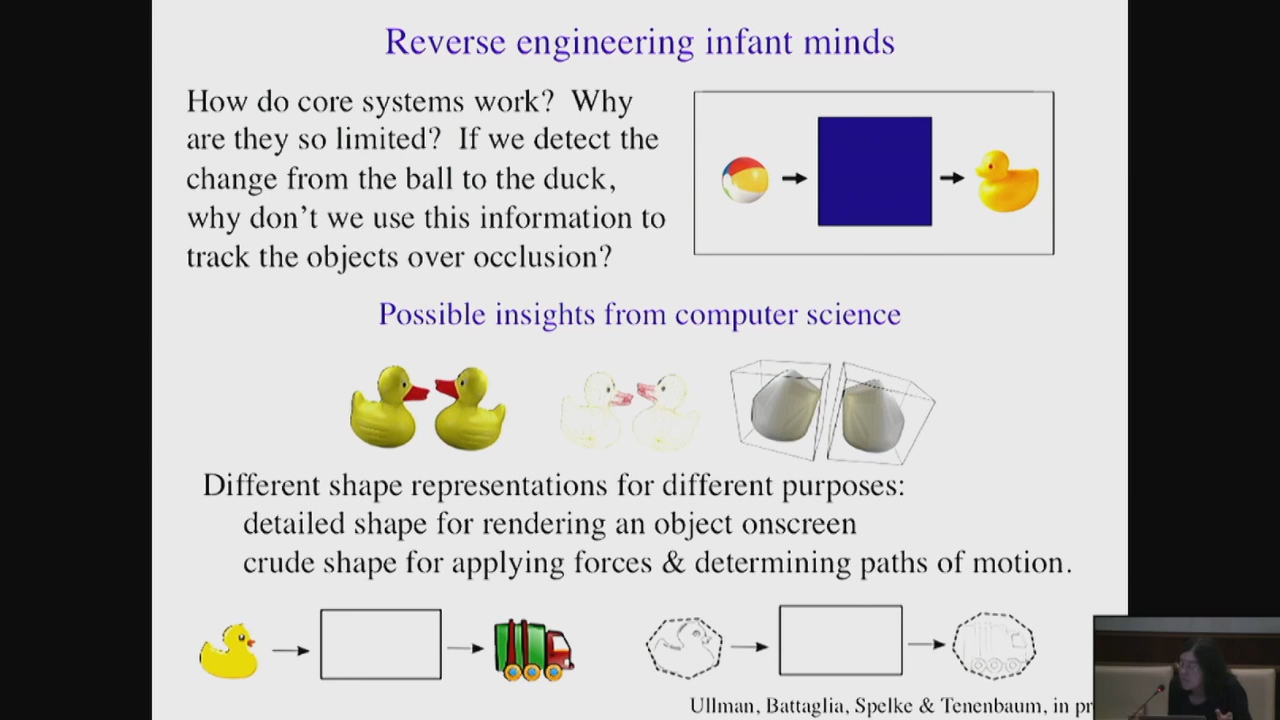 Reverse engineering infant minds
How do core systems work? Why
are they so limited? If we detect the
change from the ball to the duck,
why don't we use this information to
track the objects over occlusion?
Possible insights from computer science
Different shape representations for different purposes:
detailed shape for rendering an object onscreen
crude shape for applying forces & determining paths of motion.
Ullman, Battaglia, Spelke & Tenenbaum, in